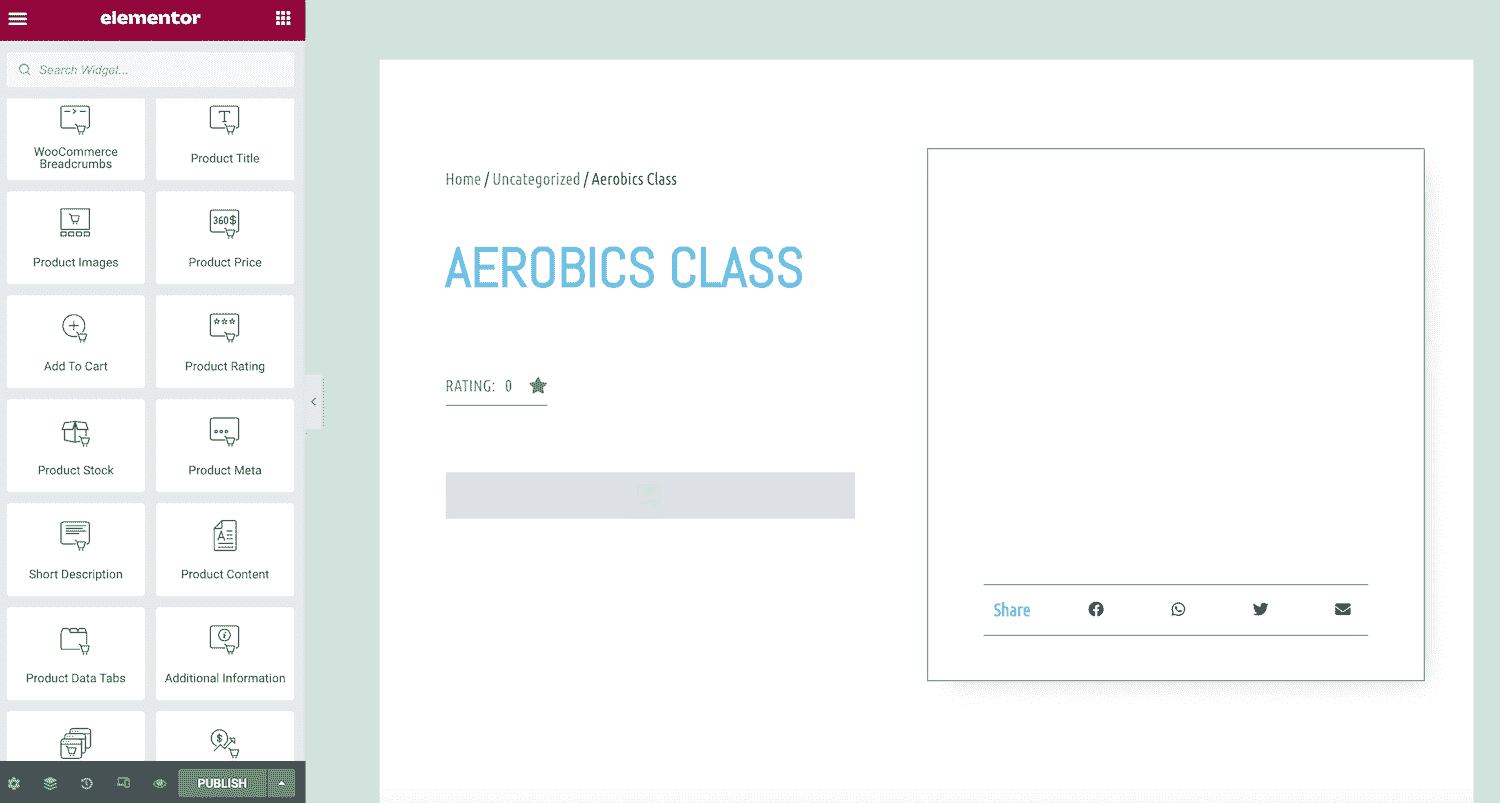 elementor
Search Widget...
WooCommerce
Breadcrumbs
Product Title
Product Images
360$
Product Price
Add To Cart
Product Rating
Product Stock
Product Meta
Short Description
Product Content
Product Data Tabs
Additional Information
PUBLISH
Home / Uncategorized / Aerobics Class
AEROBICS CLASS
RATING: 0
Share